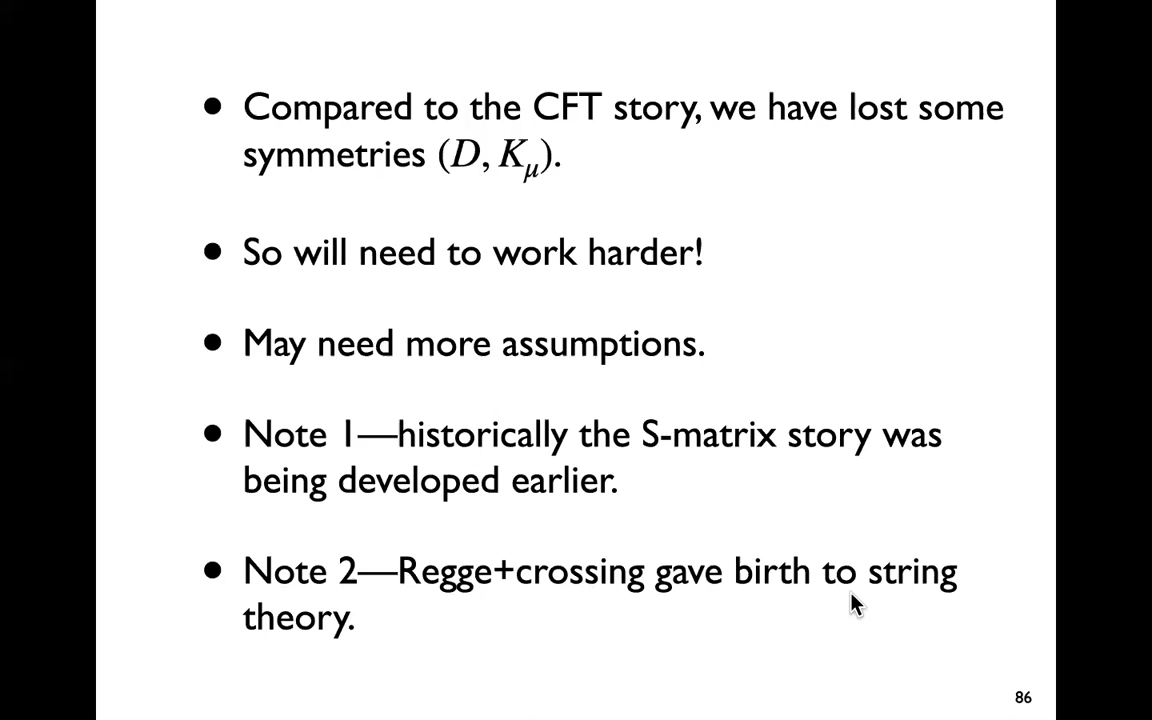 • Compared to the CFT story, we have lost some
symmetries (D, K_μ).
• So will need to work harder!
• May need more assumptions.
• Note 1—historically the S-matrix story was
being developed earlier.
• Note 2—Regge+crossing gave birth to string
theory.
86